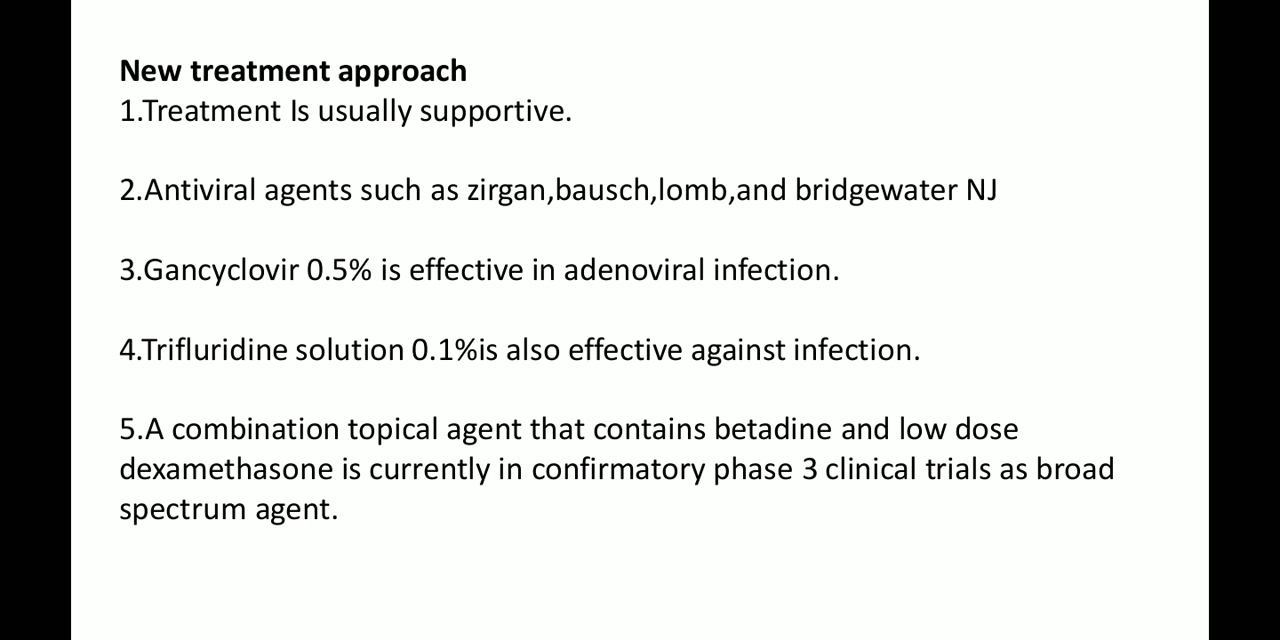 New treatment approach
1.Treatment Is usually supportive.
2.Antiviral agents such as zirgan,bausch,lomb,and bridgewater NJ
3.Gancyclovir 0.5% is effective in adenoviral infection.
4.Trifluridine solution 0.1%is also effective against infection.
5.A combination topical agent that contains betadine and low dose
dexamethasone is currently in confirmatory phase 3 clinical trials as broad
spectrum agent.